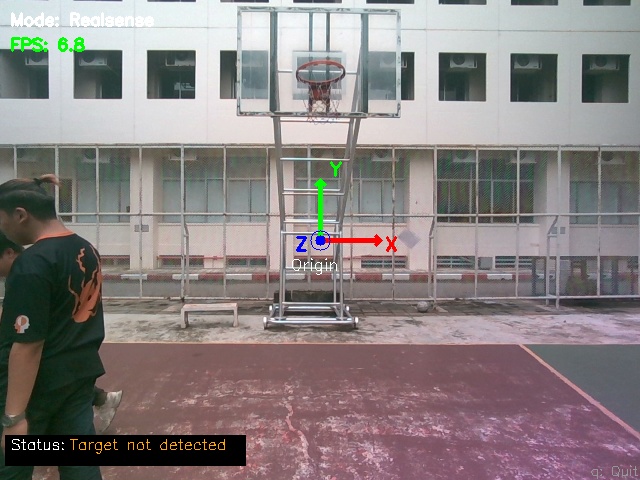 Mode: Realsense
FPS: 6.8
Y
Z X
Origin
Status: Target not detected
q: Quit